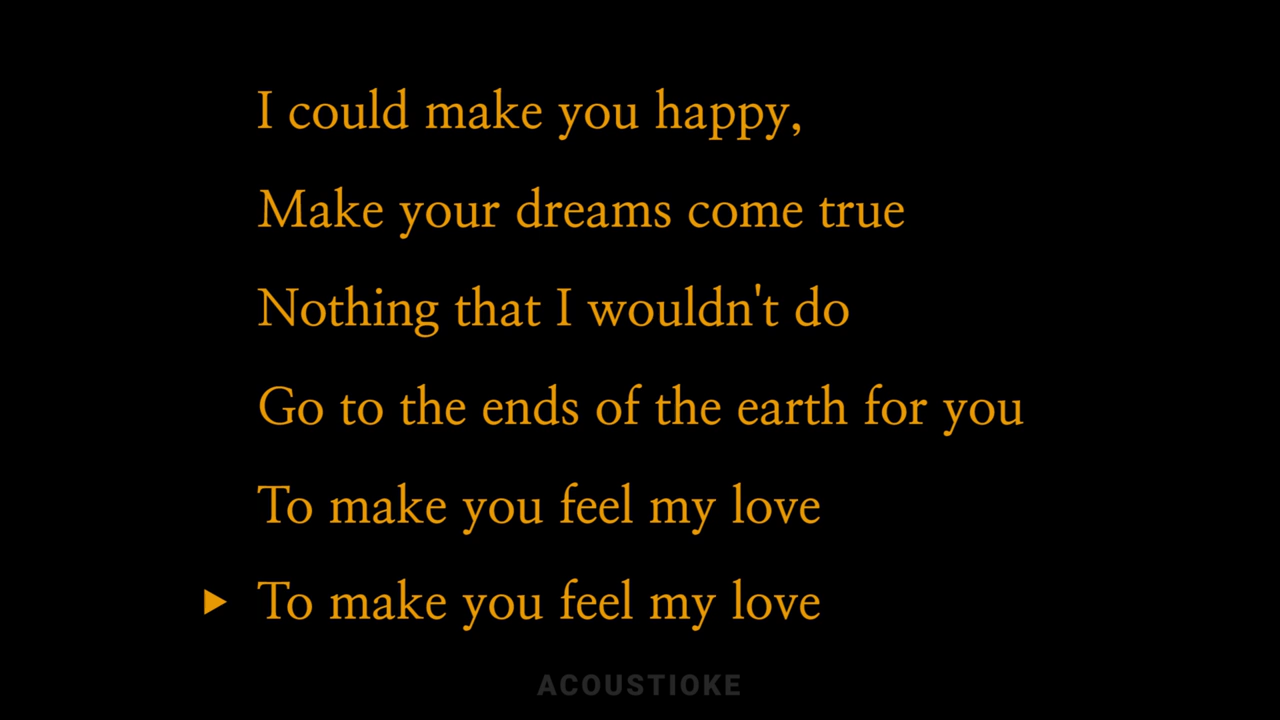 I could make you happy,
Make your dreams come true
Nothing that I wouldn't do
Go to the ends of the earth for you
To make you feel my love
To make you feel my love
ACOUSTIOKE